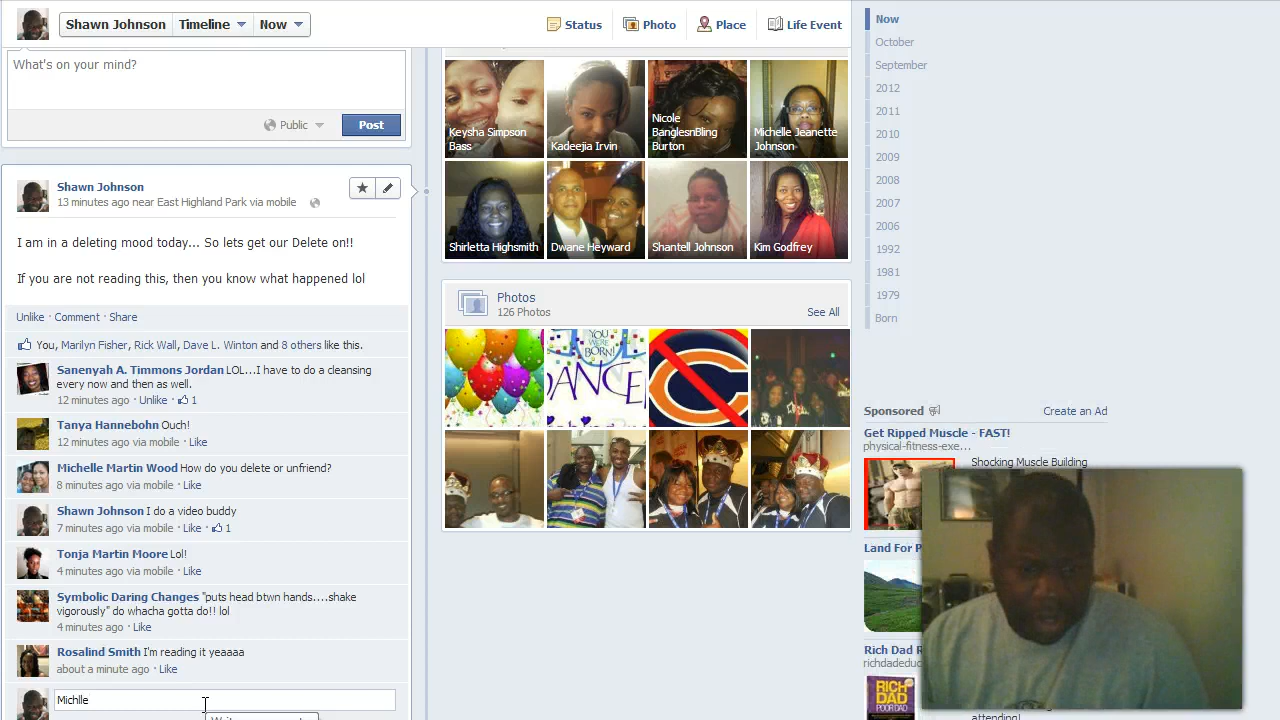 Shawn Johnson Timeline Now
Status Photo Place Life Event
What's on your mind?
Public Post
Shawn Johnson
13 minutes ago near East Highland Park via mobile
I am in a deleting mood today... So lets get our Delete on!!
If you are not reading this then you know what happened lol
Unlike · Comment · Share
You, Marilyn Fisher, Rick Wall, Dave L. Winton and 8 others like this.
Sanenyah A. Timmons Jordan LOL...I have to do a cleansing
every now and then as well.
12 minutes ago · Unlike · 1
Tanya Hannebohn Ouch!
12 minutes ago via mobile · Like
Michelle Martin Wood How do you delete or unfriend?
8 minutes ago via mobile · Like
Shawn Johnson I do a video buddy
7 minutes ago via mobile · Like · 1
Tonja Martin Moore Lol!
4 minutes ago via mobile · Like
Symbolic Daring Changes "puts head btwn hands....shake
vigorously" do whacha gotta do!! lol
4 minutes ago · Like
Rosalind Smith I'm reading it yeaaaa
about a minute ago · Like
Michlle
Keysha Simpson
Bass
Kadeejia Irvin
Nicole
BanglesnBling
Burton
Michelle Jeanette
Johnson
Shirletta Highsmith
Dwane Heyward
Shantell Johnson
Kim Godfrey
Photos
126 Photos
See All
YOU
WERE
BORN!
DANCE
Now
October
September
2012
2011
2010
2009
2008
2007
2006
1992
1981
1979
Born
Sponsored Create an Ad
Get Ripped Muscle - FAST!
physical-fitness-exe...
Shocking Muscle Building
Land For
Rich Dad
richdadedu
RICH
DAD
POOR DAD
attending!